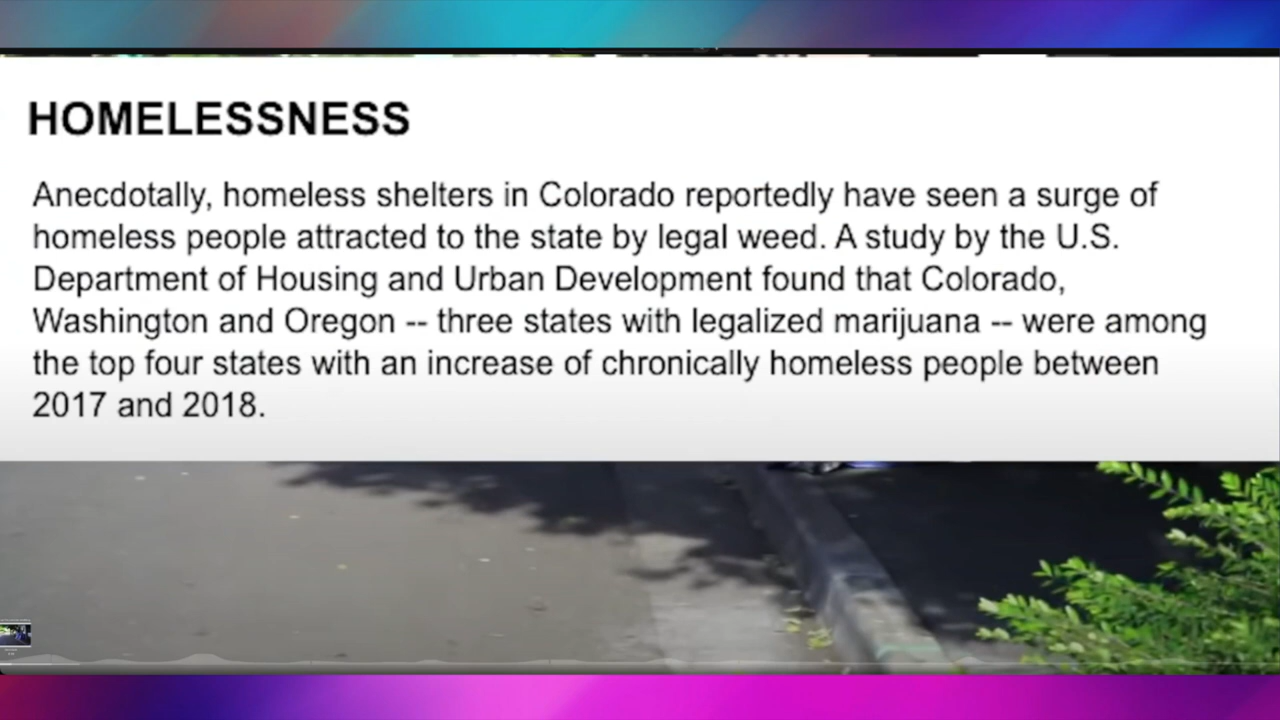 HOMELESSNESS
Anecdotally, homeless shelters in Colorado reportedly have seen a surge of
homeless people attracted to the state by legal weed. A study by the U.S.
Department of Housing and Urban Development found that Colorado,
Washington and Oregon -- three states with legalized marijuana -- were among
the top four states with an increase of chronically homeless people between
2017 and 2018.